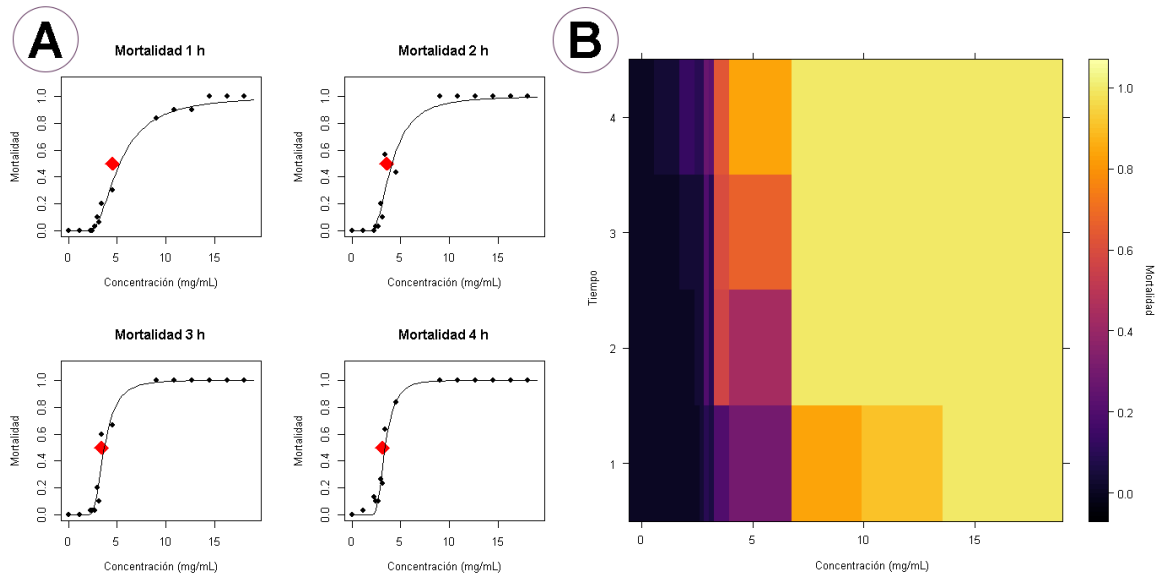 A
Mortalidad 1 h
Mortalidad
0.0 0.2 0.4 0.6 0.8 1.0
0 5 10 15
Concentración (mg/mL)
Mortalidad 2 h
Mortalidad
0.0 0.2 0.4 0.6 0.8 1.0
0 5 10 15
Concentración (mg/mL)
Mortalidad 3 h
Mortalidad
0.0 0.2 0.4 0.6 0.8 1.0
0 5 10 15
Concentración (mg/mL)
Mortalidad 4 h
Mortalidad
0.0 0.2 0.4 0.6 0.8 1.0
0 5 10 15
Concentración (mg/mL)
B
Tiempo
4
3
2
1
0 5 10 15
Concentración (mg/mL)
1.0
0.8
0.6
0.4
0.2
0.0
Mortalidad